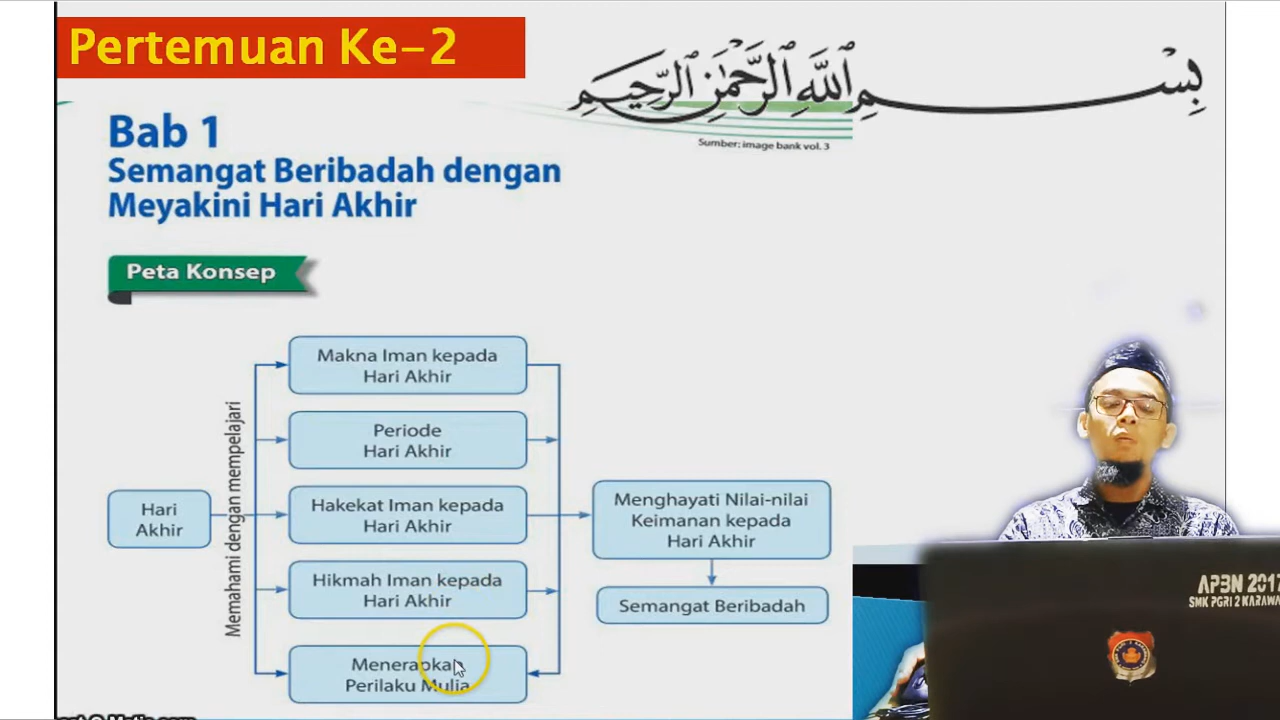 Pertemuan Ke-2
بِسْمِ اللَّهِ الرَّحْمَٰنِ الرَّحِيمِ
Sumber: image bank vol. 3
Bab 1
Semangat Beribadah dengan
Meyakini Hari Akhir
Peta Konsep
Hari
Akhir
Memahami dengan mempelajari
Makna Iman kepada
Hari Akhir
Periode
Hari Akhir
Hakekat Iman kepada
Hari Akhir
Hikmah Iman kepada
Hari Akhir
Menerapkan
Perilaku Mulia
Menghayati Nilai-nilai
Keimanan kepada
Hari Akhir
Semangat Beribadah
APBN 2017
SMK PGRI 2 KARAWA